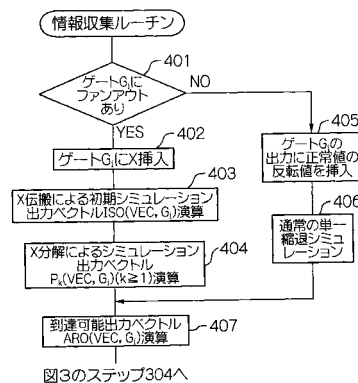 情報収集ルーチン
401
ゲートGiに
ファンアウト
あり
NO
YES
402
ゲートGiにX挿入
403
X伝搬による初期シミュレーション
出力ベクトルISO(VEC, Gi)演算
404
X分解によるシミュレーション
出力ベクトル
Pk(VEC, Gi)(k≧1)演算
405
ゲートGiの
出力に正常値の
反転値を挿入
406
通常の単一
縮退シミュ
レーション
407
到達可能出力ベクトル
ARO(VEC, Gi)演算
図3のステップ304へ